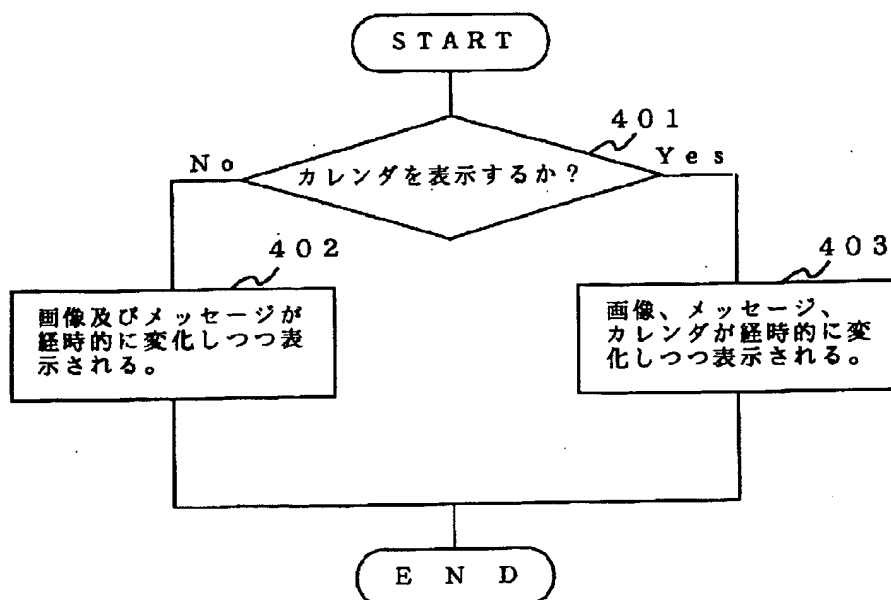 START
401
No
Yes
カレンダを表示するか?
402
403
画像及びメッセージが
経時的に変化しつつ表
示される。
画像、メッセージ、
カレンダが経時的に変
化しつつ表示される。
END